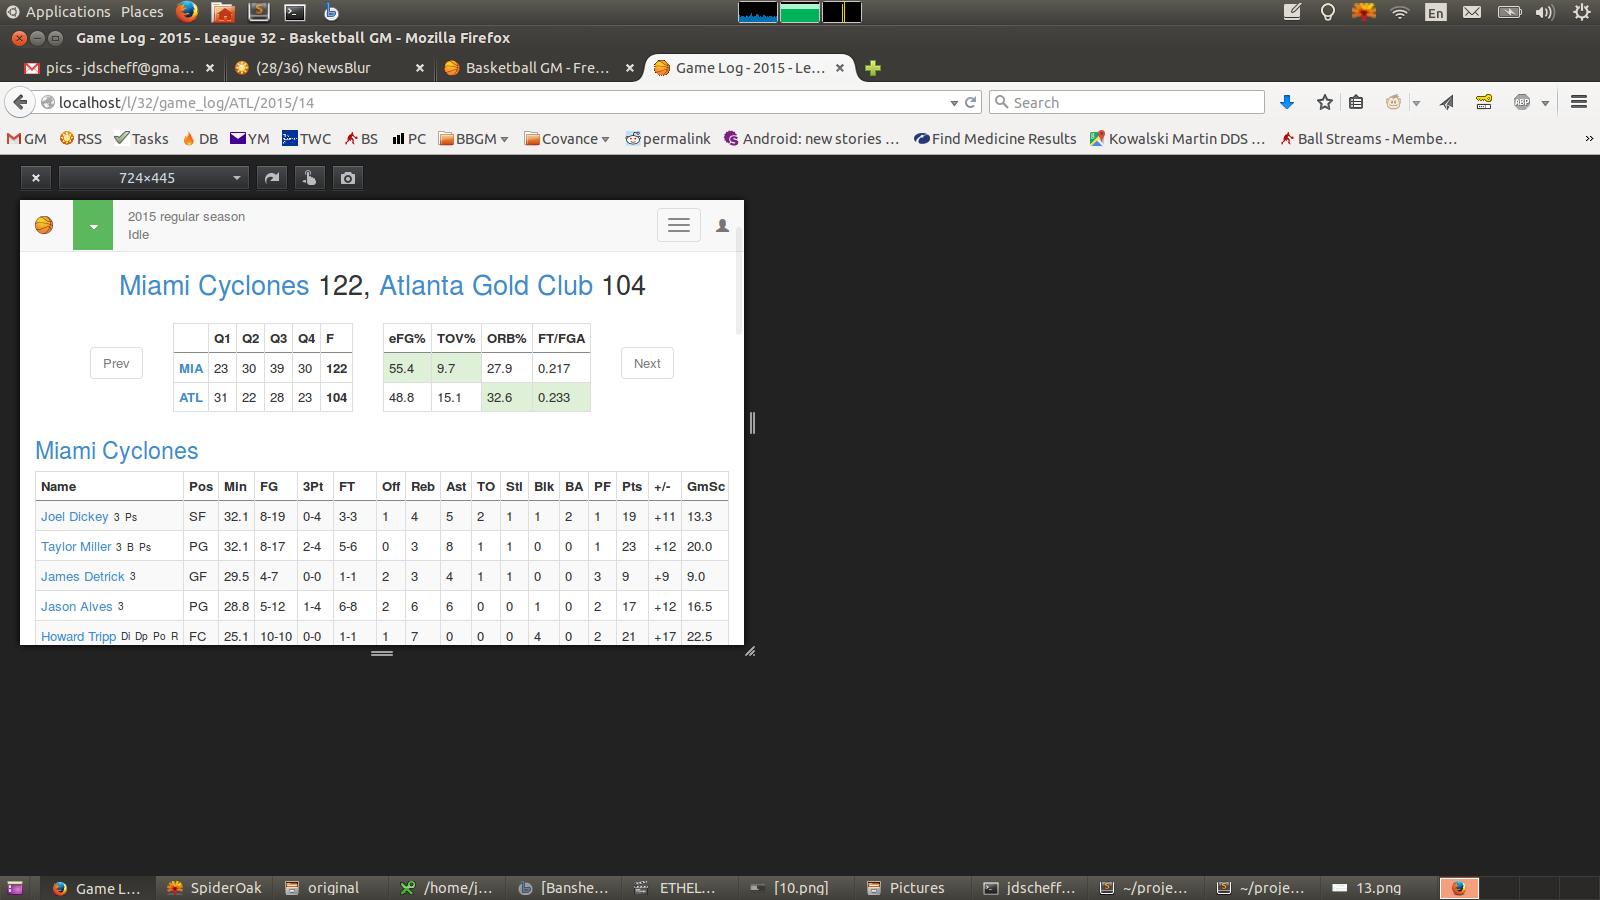 Applications Places
En
Game Log - 2015 - League 32 - Basketball GM - Mozilla Firefox
pics - jdscheff@gma... × (28/36) NewsBlur × Basketball GM - Fre... × Game Log - 2015 - Le... ×
localhost/l/32/game_log/ATL/2015/14 Search ABP
GM RSS Tasks DB YM TWC BS PC BBGM Covance permalink Android: new stories ... Find Medicine Results Kowalski Martin DDS ... Ball Streams - Membe... »
× 724×445
2015 regular season
Idle
Miami Cyclones 122, Atlanta Gold Club 104
Q1 Q2 Q3 Q4 F
MIA 23 30 39 30 122
ATL 31 22 28 23 104
eFG% TOV% ORB% FT/FGA
55.4 9.7 27.9 0.217
48.8 15.1 32.6 0.233
Prev
Next
Miami Cyclones
Name Pos Min FG 3Pt FT Off Reb Ast TO Stl Blk BA PF Pts +/- GmSc
Joel Dickey 3 Ps SF 32.1 8-19 0-4 3-3 1 4 5 2 1 1 2 1 19 +11 13.3
Taylor Miller 3 B Ps PG 32.1 8-17 2-4 5-6 0 3 8 1 1 0 0 1 23 +12 20.0
James Detrick 3 GF 29.5 4-7 0-0 1-1 2 3 4 1 1 0 0 3 9 +9 9.0
Jason Alves 3 PG 28.8 5-12 1-4 6-8 2 6 6 0 0 1 0 2 17 +12 16.5
Howard Tripp Di Dp Po R FC 25.1 10-10 0-0 1-1 1 7 0 0 0 4 0 2 21 +17 22.5
Game L... SpiderOak original /home/j... [Banshe... ETHEL... [10.png] Pictures jdscheff... ~/proje... ~/proje... 13.png